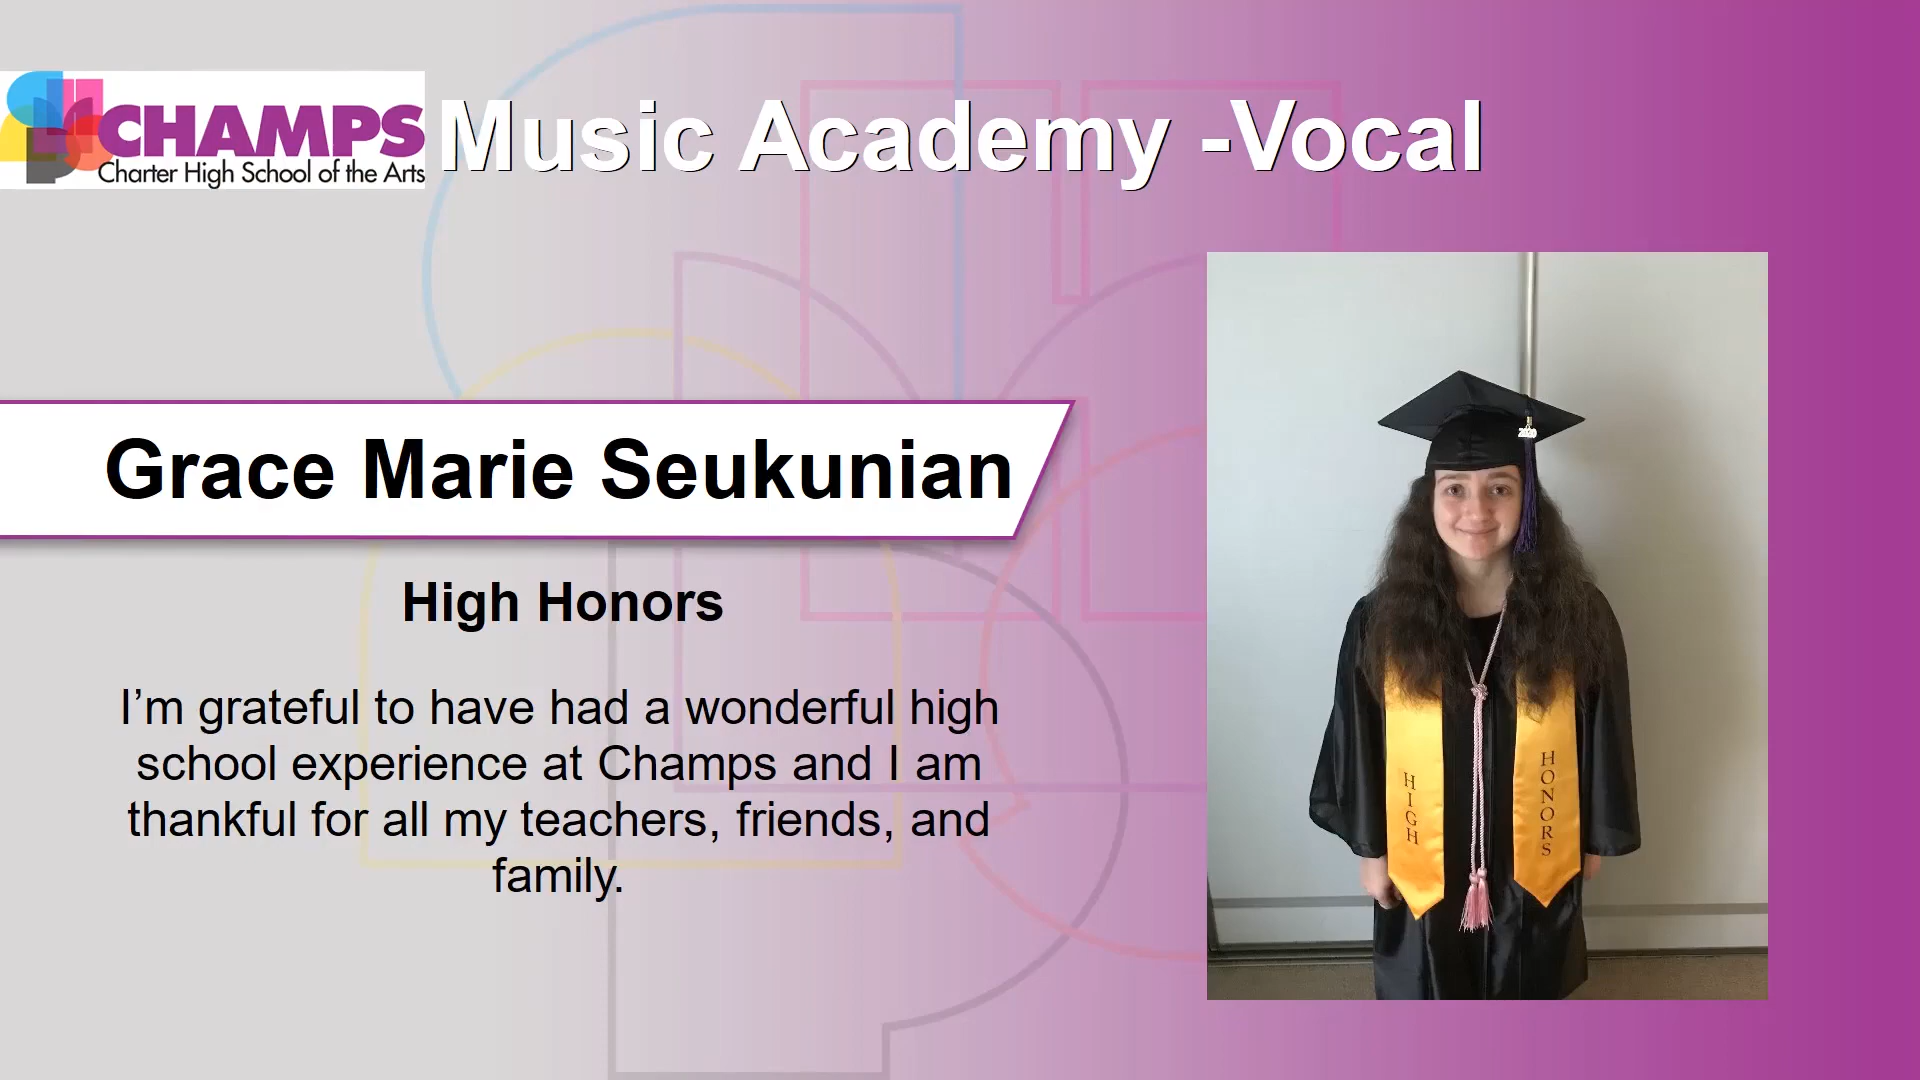 CHAMPS
Charter High School of the Arts
Music Academy -Vocal
Grace Marie Seukunian
High Honors
I’m grateful to have had a wonderful high
school experience at Champs and I am
thankful for all my teachers, friends, and
family.
2020
HIGH
HONORS